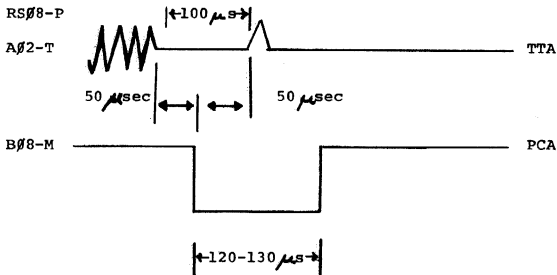 RSØ8-P
←100 μs→
AØ2-T TTA
50 μsec 50 μsec
BØ8-M PCA
←120-130 μs→